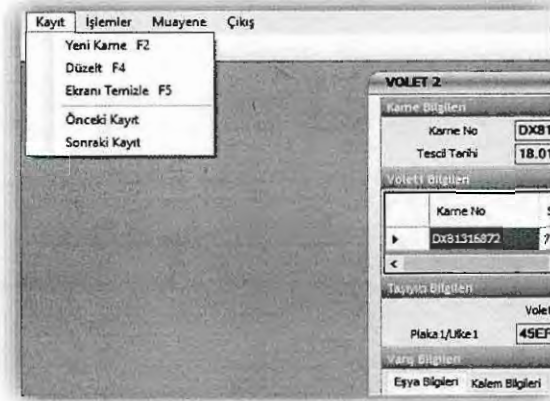 Kayıt İşlemler Muayene Çıkış
Yeni Karne F2
Düzelt F4
Ekranı Temizle F5
Önceki Kayıt
Sonraki Kayıt
VOLET 2
Karne Bilgileri
Karne No DX81
Tescil Tarihi 18.01
Volet1 Bilgileri
Karne No
DX81316872
Taşıyıcı Bilgileri
Volet
Plaka 1/Ülke 1 45EF
Varış Bilgileri
Eşya Bilgileri Kalem Bilgileri